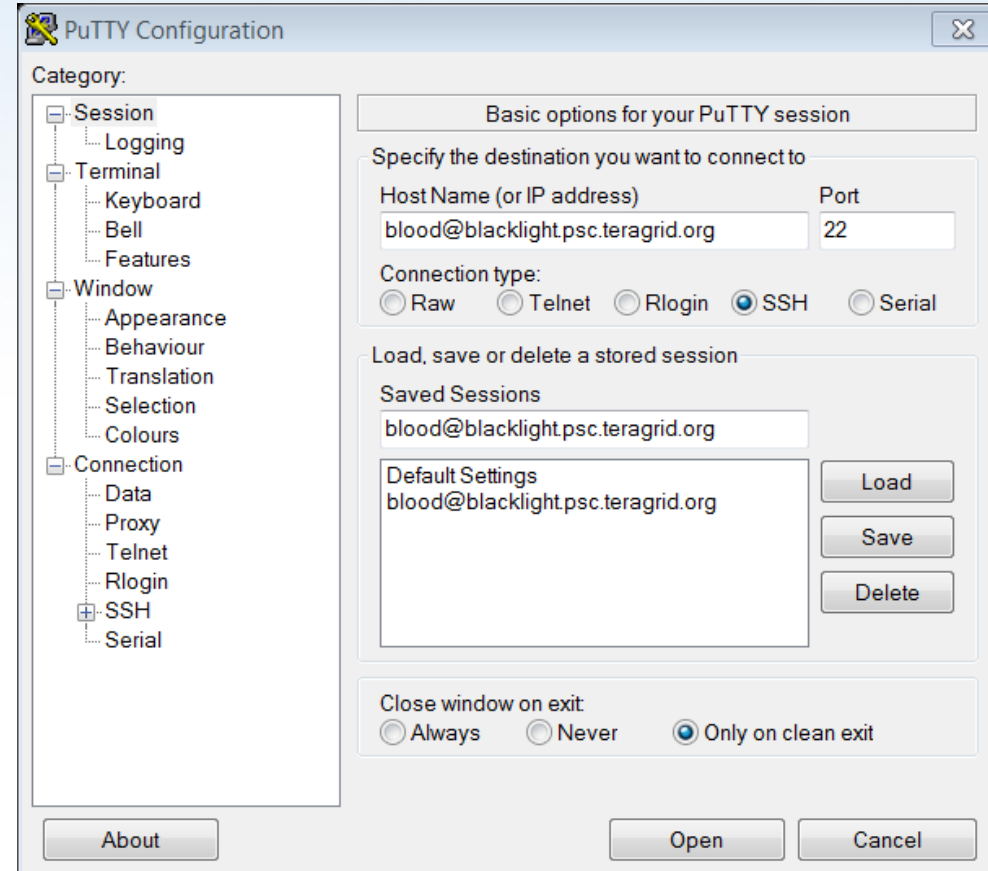 PuTTY Configuration
Category:
Session
Logging
Terminal
Keyboard
Bell
Features
Window
Appearance
Behaviour
Translation
Selection
Colours
Connection
Data
Proxy
Telnet
Rlogin
SSH
Serial
Basic options for your PuTTY session
Specify the destination you want to connect to
Host Name (or IP address) Port
blood@blacklight.psc.teragrid.org 22
Connection type:
Raw Telnet Rlogin SSH Serial
Load, save or delete a stored session
Saved Sessions
blood@blacklight.psc.teragrid.org
Default Settings
blood@blacklight.psc.teragrid.org
Load
Save
Delete
Close window on exit:
Always Never Only on clean exit
About Open Cancel